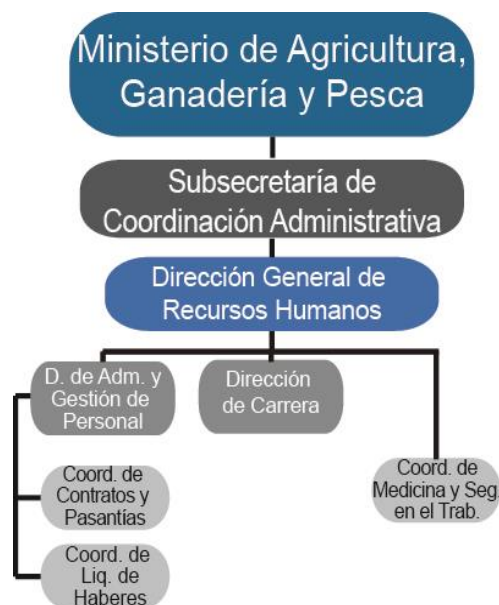 Ministerio de Agricultura,
Ganadería y Pesca
Subsecretaría de
Coordinación Administrativa
Dirección General de
Recursos Humanos
D. de Adm. y
Gestión de
Personal
Dirección
de Carrera
Coord. de
Contratos y
Pasantías
Coord. de
Liq. de
Haberes
Coord. de
Medicina y Seg.
en el Trab.